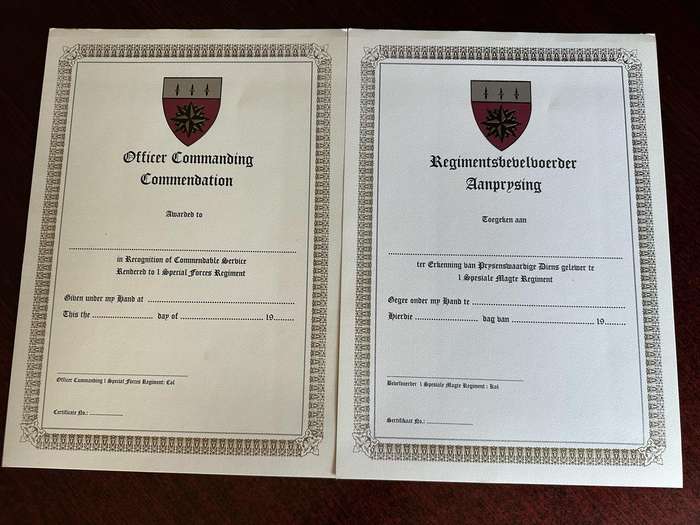 Officer Commanding
Commendation
Awarded to
in Recognition of Commendable Service
Rendered to 1 Special Forces Regiment
Given under my Hand at
This the day of 19
Officer Commanding 1 Special Forces Regiment: Col
Certificate No.:
Regimentsbevelvoerder
Aanprysing
Toegeken aan
ter Erkenning van Prysenswaardige Diens gelewer te
1 Spesiale Magte Regiment
Gegee onder my Hand te
Hierdie dag van 19
Bevelvoerder 1 Spesiale Magte Regiment : Kol
Sertifikaat No.: